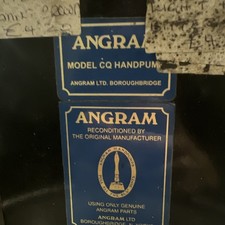 ANGRAM
MODEL CQ HANDPUM
ANGRAM LTD. BOROUGHBRIDGE
ANGRAM
RECONDITIONED BY
THE ORIGINAL MANUFACTURER
USING ONLY GENUINE
ANGRAM PARTS
ANGRAM LTD
BOROUGHBRIDGE